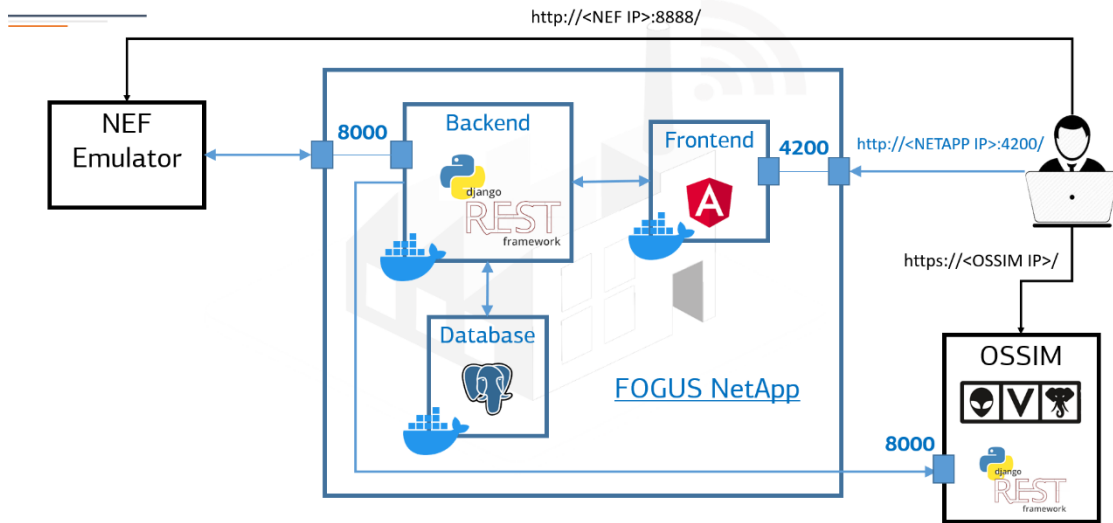 http://<NEF IP>:8888/
NEF
Emulator
8000
Backend
django
REST
framework
Frontend
4200
http://<NETAPP IP>:4200/
https://<OSSIM IP>/
Database
FOGUS NetApp
OSSIM
V
8000
django
REST
framework